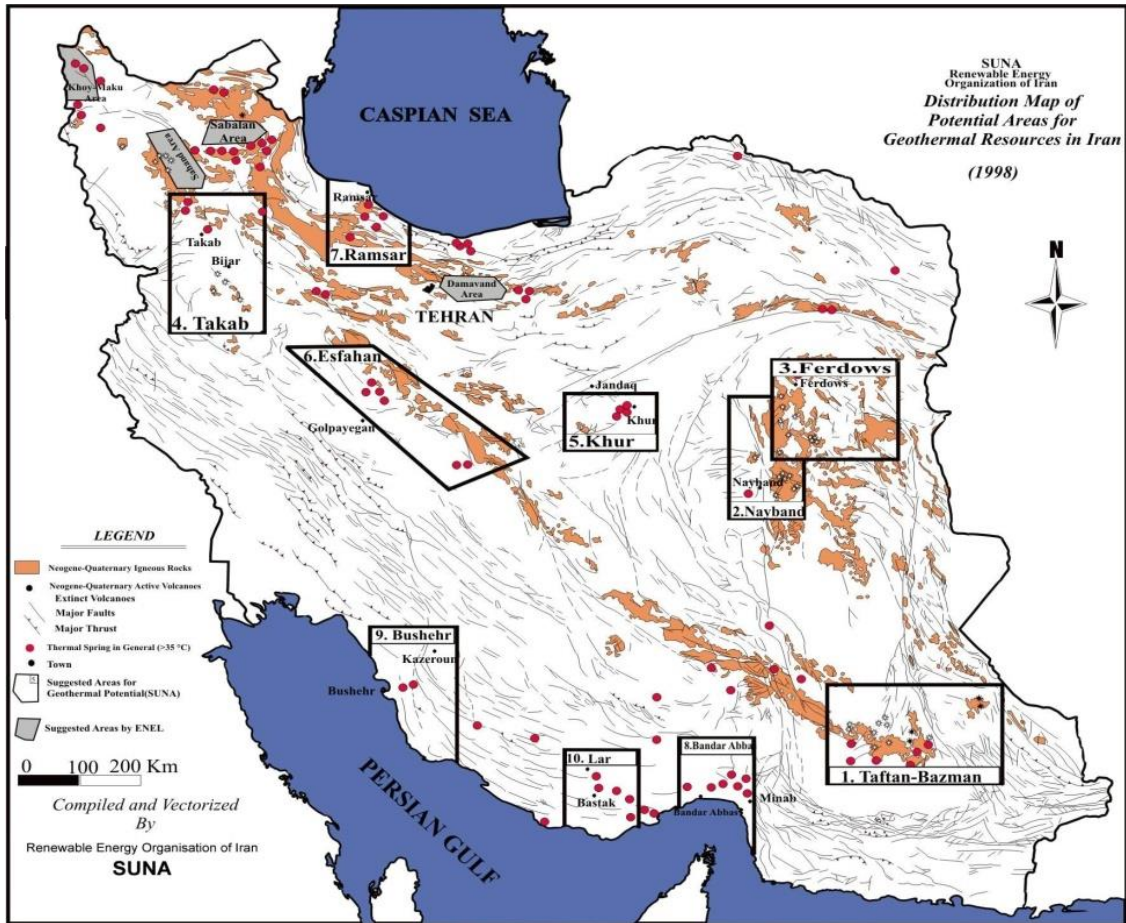 SUNA
Renewable Energy
Organization of Iran
Distribution Map of
Potential Areas for
Geothermal Resources in Iran
(1998)
N
CASPIAN SEA
Khoy-Maku
Area
Sabalan
Area
Sahand Area
Ramsar
7.Ramsar
Takab
Bijar
4. Takab
Damavand
Area
TEHRAN
6.Esfahan
Golpayegan
Jandaq
Khur
5.Khur
3.Ferdows
Ferdows
Nayband
2.Nayband
9. Bushehr
Kazeroun
Bushehr
10. Lar
Bastak
8.Bandar Abba
Bandar Abbas
Minab
1. Taftan-Bazman
PERSIAN GULF
LEGEND
Neogene-Quaternary Igneous Rocks
Neogene-Quaternary Active Volcanoes
Extinct Volcanoes
Major Faults
Major Thrust
Thermal Spring in General (>35 °C)
Town
Suggested Areas for
Geothermal Potential(SUNA)
Suggested Areas by ENEL
0 100 200 Km
Compiled and Vectorized
By
Renewable Energy Organisation of Iran
SUNA